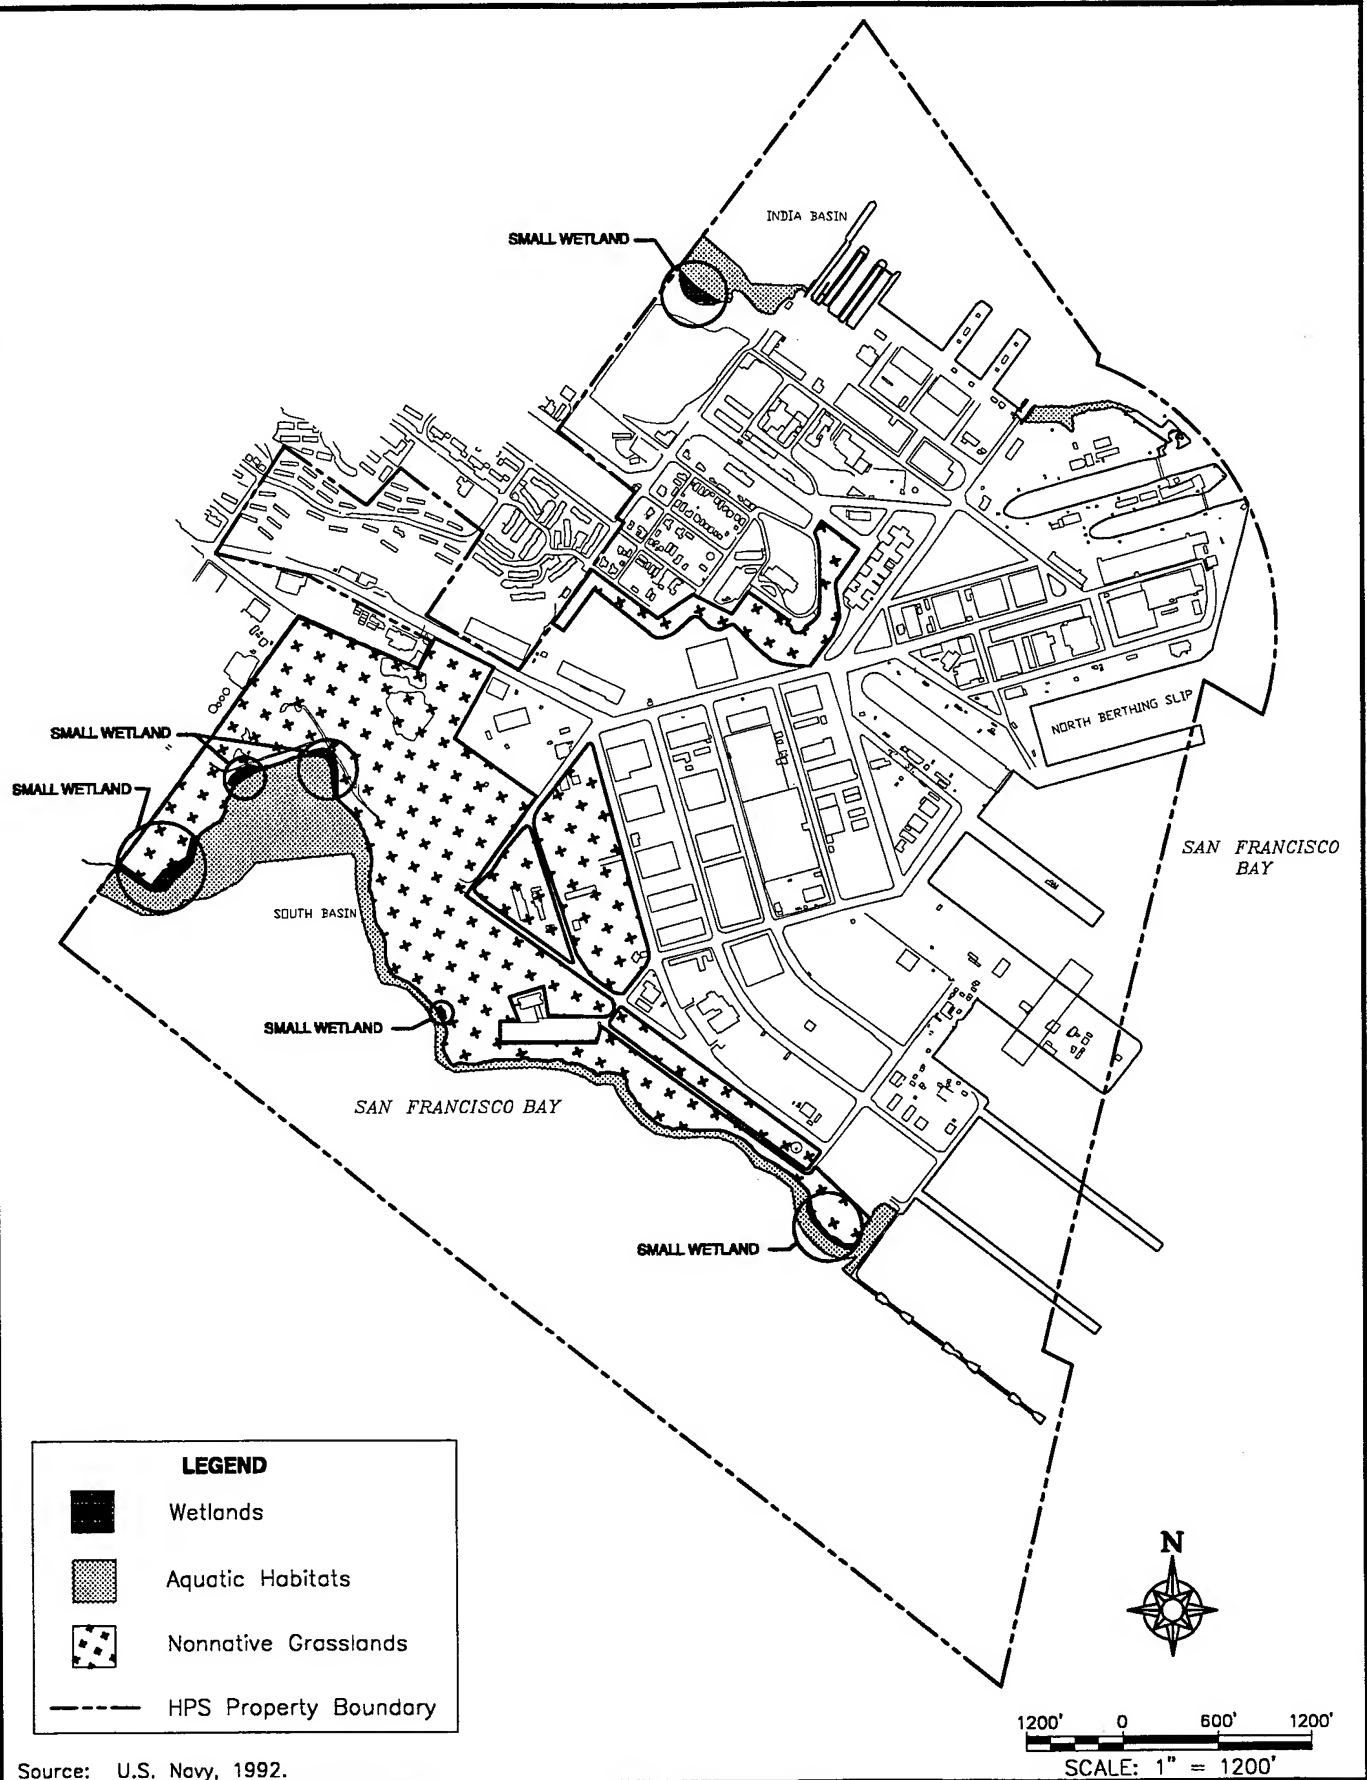 INDIA BASIN
SMALL WETLAND
NORTH BERTHING SLIP
SMALL WETLAND
SMALL WETLAND
SAN FRANCISCO
BAY
SOUTH BASIN
SMALL WETLAND
SAN FRANCISCO BAY
SMALL WETLAND
LEGEND
Wetlands
Aquatic Habitats
Nonnative Grasslands
HPS Property Boundary
N
1200' 0 600' 1200'
SCALE: 1" = 1200'
Source: U.S. Navy, 1992.